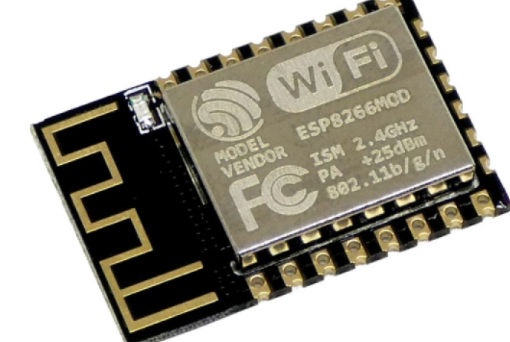 Wi Fi
ESP8266MOD
MODEL
VENDOR
ISM 2.4GHz
PA +25dBm
802.11b/g/n
FC